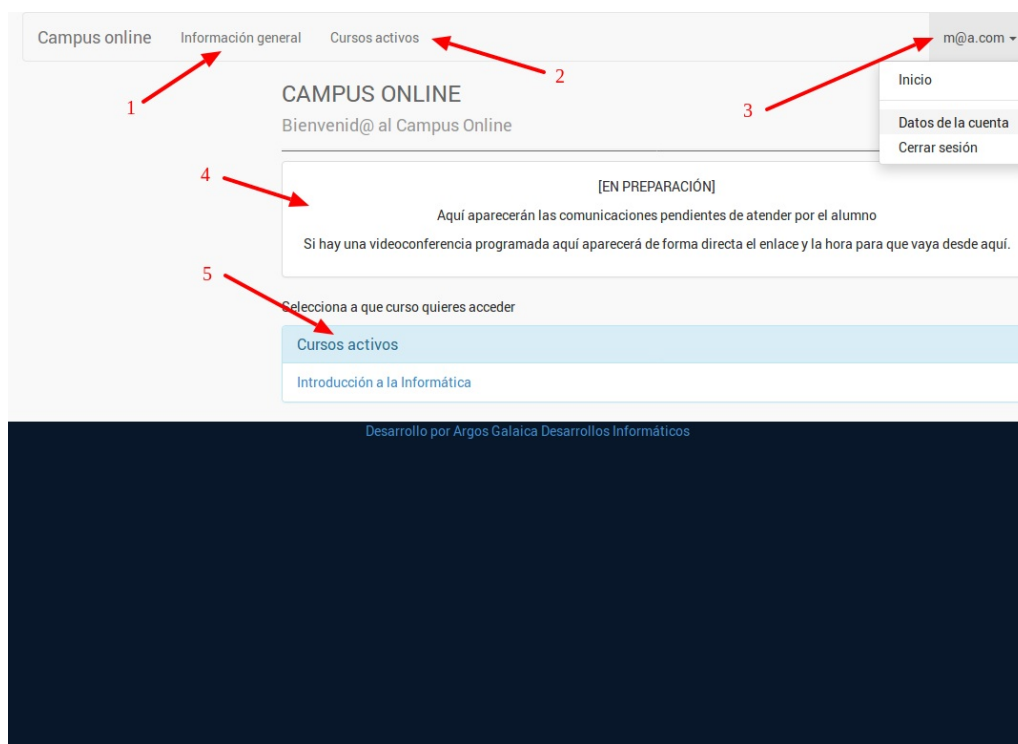 Campus online Información general Cursos activos m@a.com
1 2 3
Inicio
Datos de la cuenta
Cerrar sesión
CAMPUS ONLINE
Bienvenid@ al Campus Online
4
[EN PREPARACIÓN]
Aquí aparecerán las comunicaciones pendientes de atender por el alumno
Si hay una videoconferencia programada aquí aparecerá de forma directa el enlace y la hora para que vaya desde aquí.
5
Selecciona a que curso quieres acceder
Cursos activos
Introducción a la Informática
Desarrollo por Argos Galaica Desarrollos Informáticos